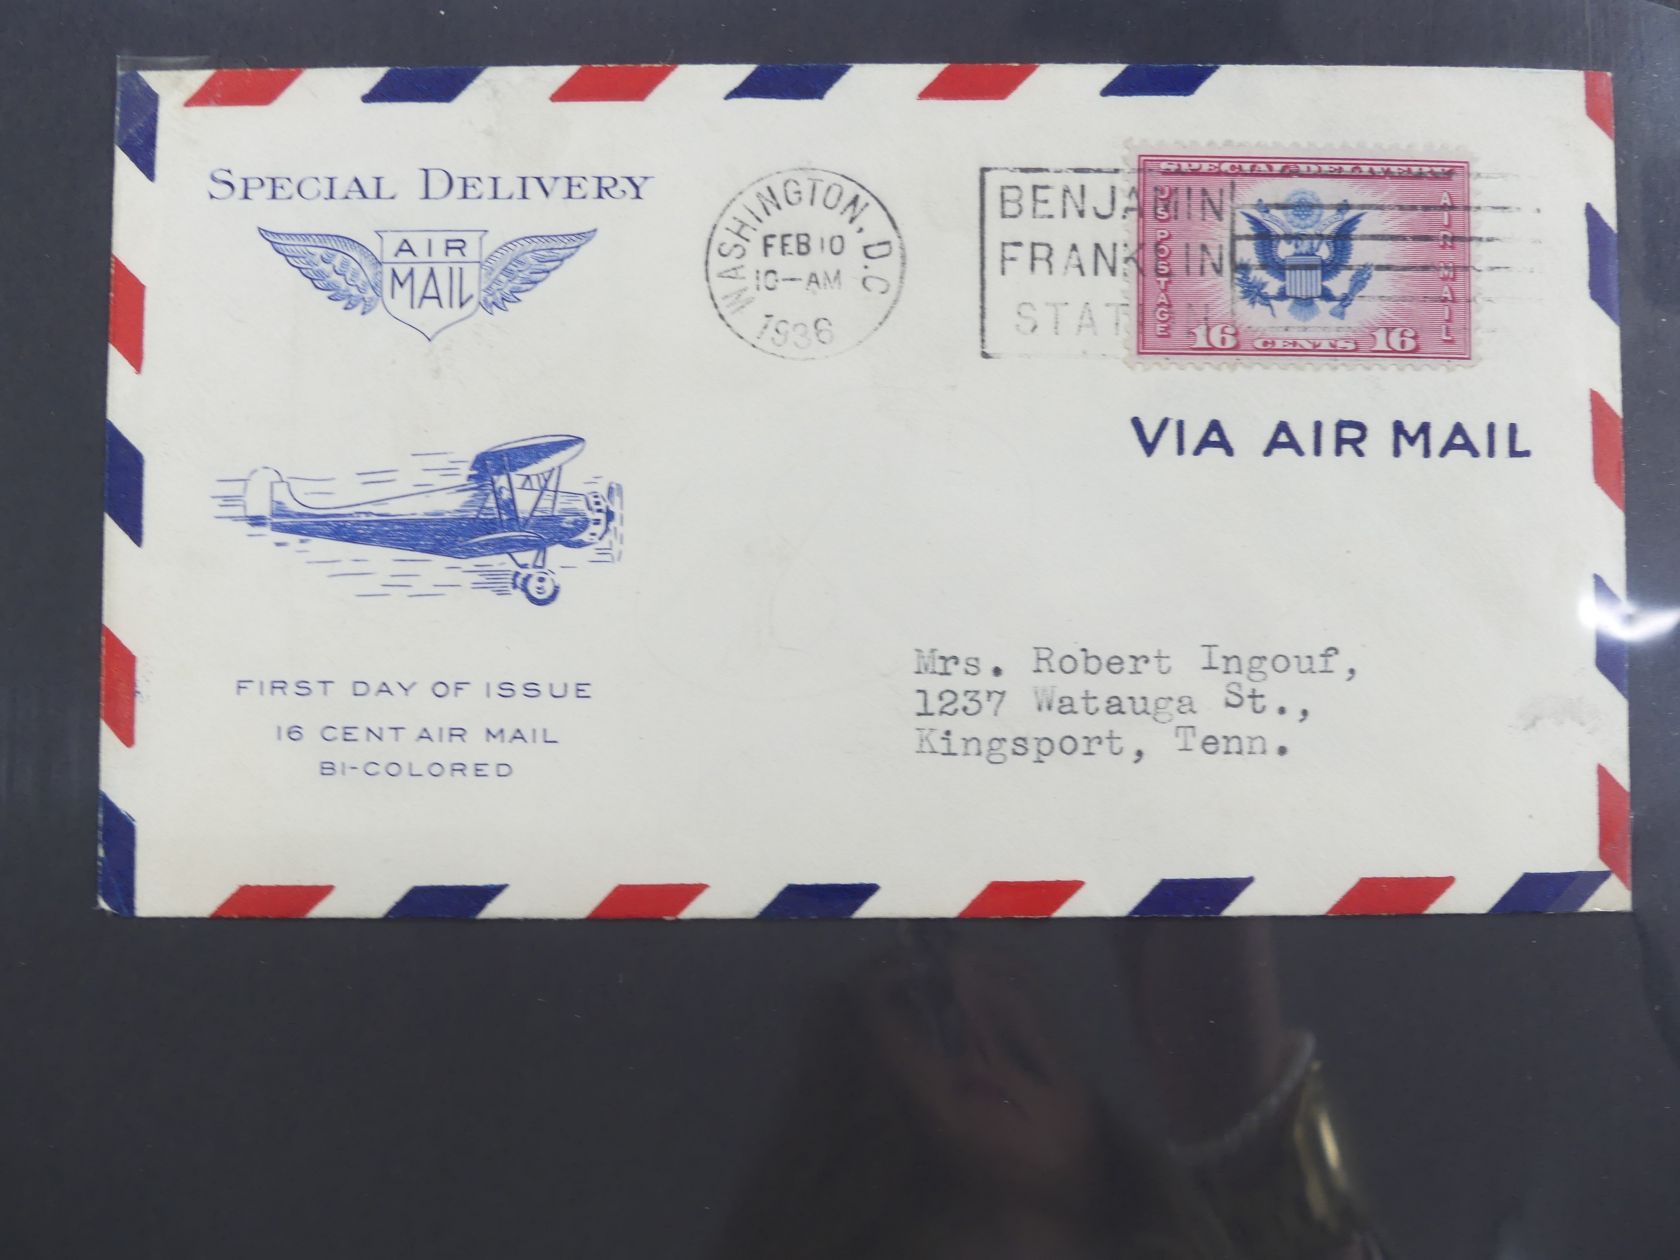 SPECIAL DELIVERY
AIR
MAIL
WASHINGTON, D.C
FEB 10
10-AM
1936
BENJAMIN
FRANKLIN
STATION
SPECIAL DELIVERY
U.S. POSTAGE
AIR MAIL
16 CENTS 16
VIA AIR MAIL
FIRST DAY OF ISSUE
16 CENT AIR MAIL
BI-COLORED
Mrs. Robert Ingouf,
1237 Watauga St.,
Kingsport, Tenn.